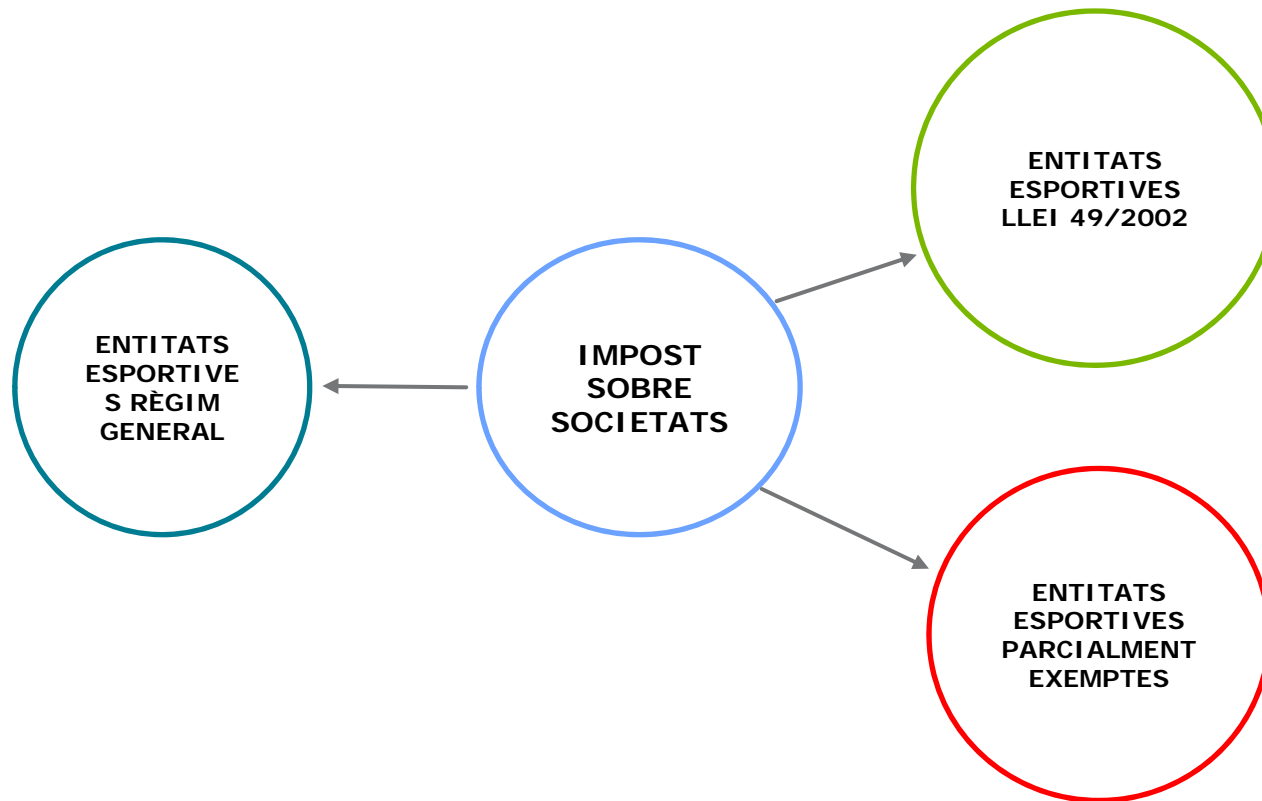 ENTITATS
ESPORTIVES
LLEI 49/2002
ENTITATS
ESPORTIVE
S RÈGIM
GENERAL
IMPOST
SOBRE
SOCIETATS
ENTITATS
ESPORTIVES
PARCIALMENT
EXEMPTES